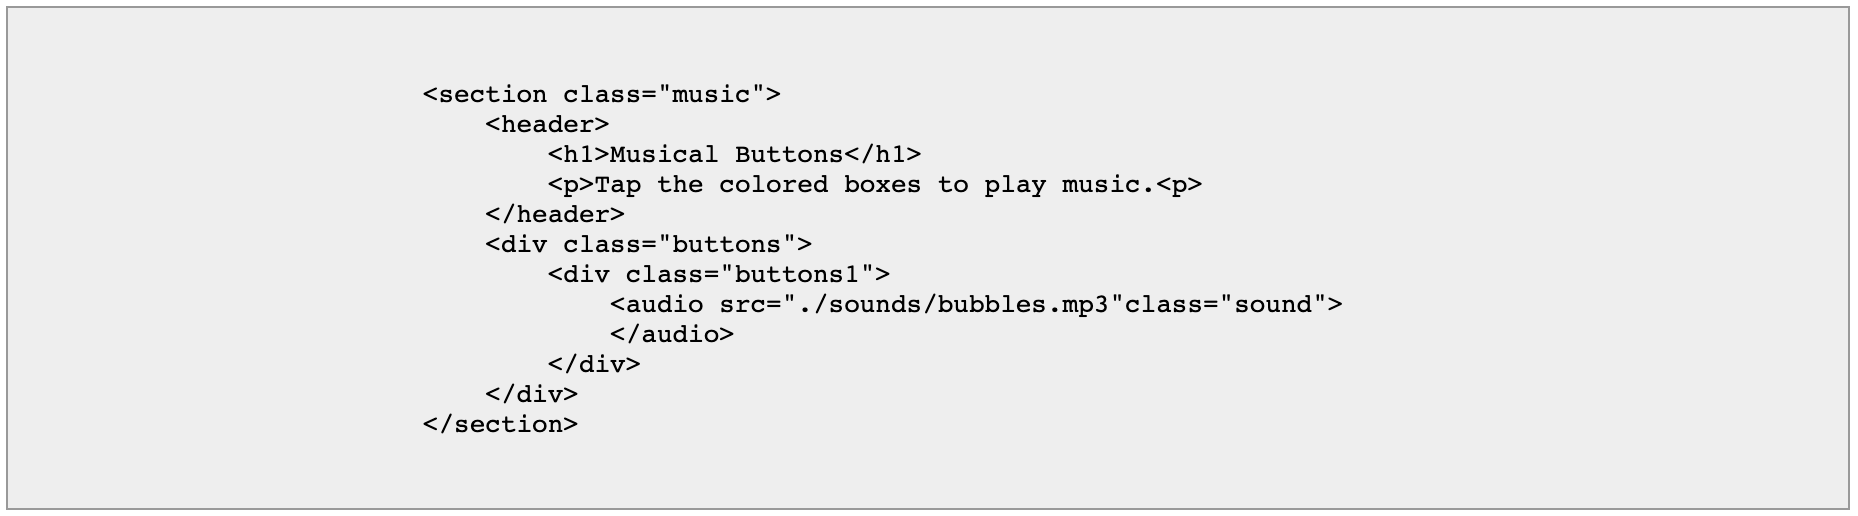 <section class="music">
<header>
<h1>Musical Buttons</h1>
<p>Tap the colored boxes to play music.<p>
</header>
<div class="buttons">
<div class="buttons1">
<audio src="./sounds/bubbles.mp3"class="sound">
</audio>
</div>
</div>
</section>